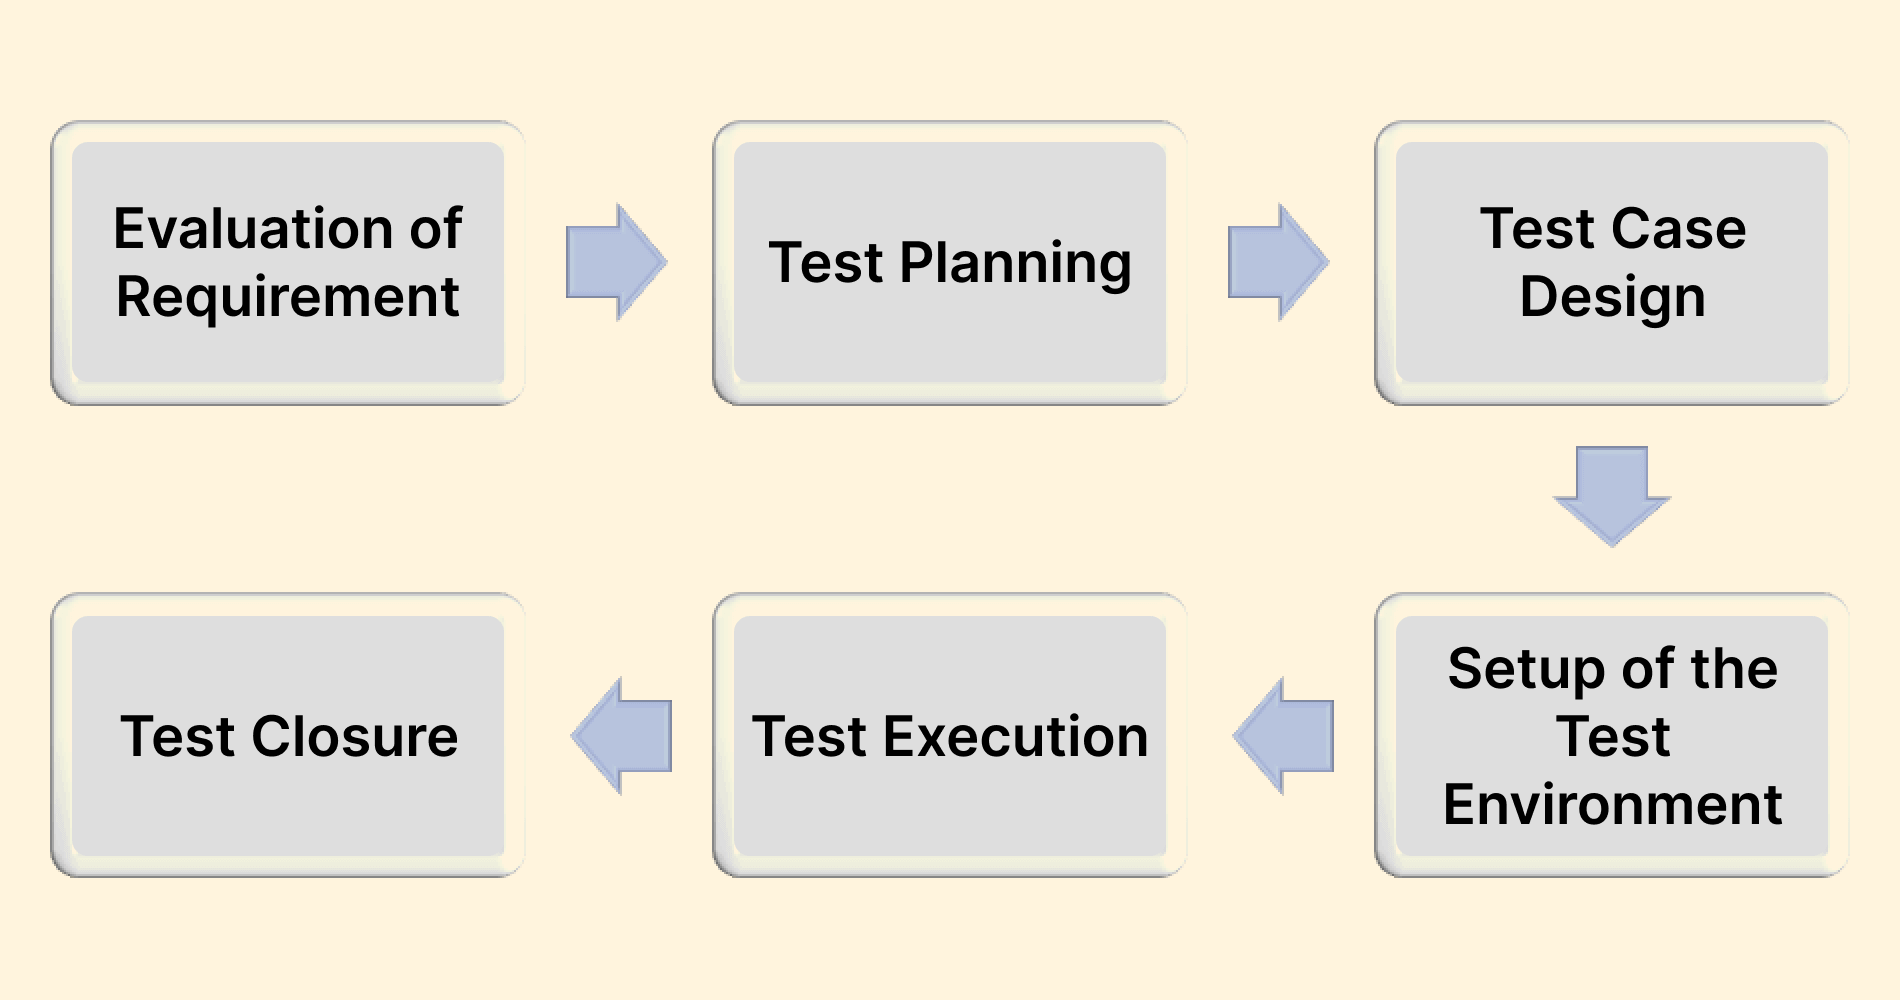 Evaluation of
Requirement
Test Planning
Test Case
Design
Setup of the
Test
Environment
Test Execution
Test Closure